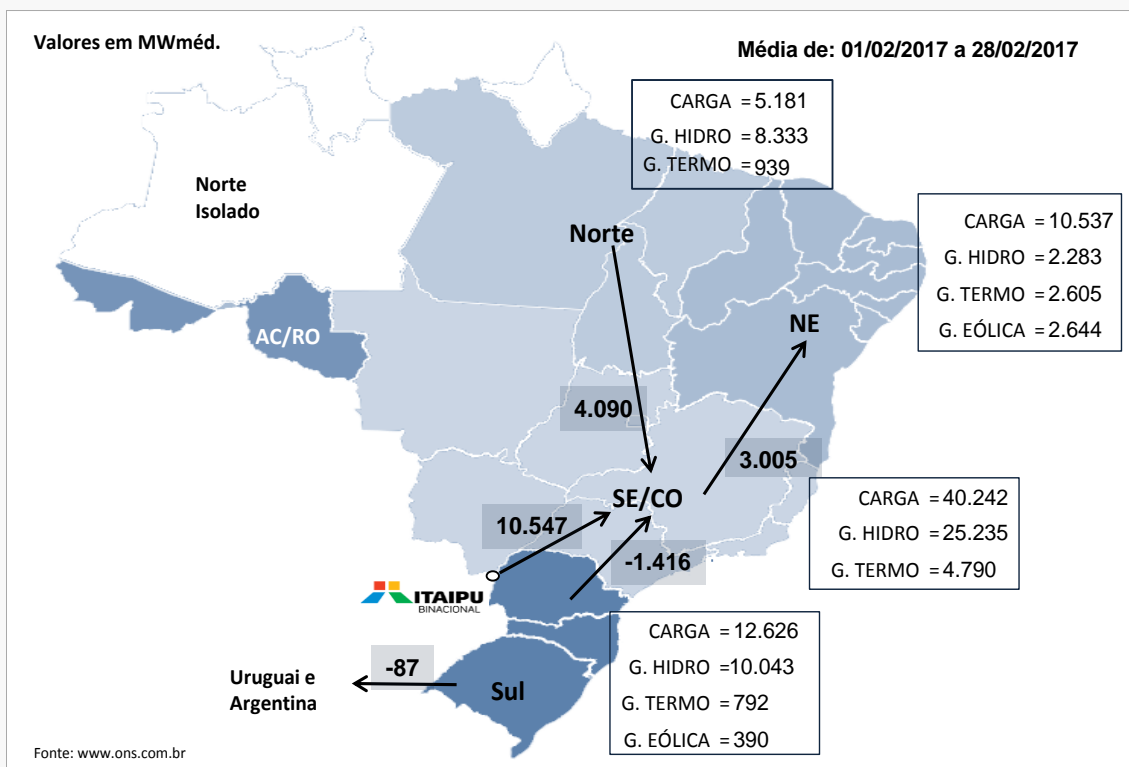 Valores em MWméd.
Média de: 01/02/2017 a 28/02/2017
CARGA = 5.181
G. HIDRO = 8.333
G. TERMO = 939
Norte
Isolado
Norte
CARGA = 10.537
G. HIDRO = 2.283
G. TERMO = 2.605
G. EÓLICA = 2.644
AC/RO
NE
4.090
3.005
SE/CO
CARGA = 40.242
G. HIDRO = 25.235
G. TERMO = 4.790
10.547
-1.416
ITAIPU
BINACIONAL
CARGA = 12.626
G. HIDRO = 10.043
G. TERMO = 792
G. EÓLICA = 390
-87
Uruguai e
Argentina
Sul
Fonte: www.ons.com.br